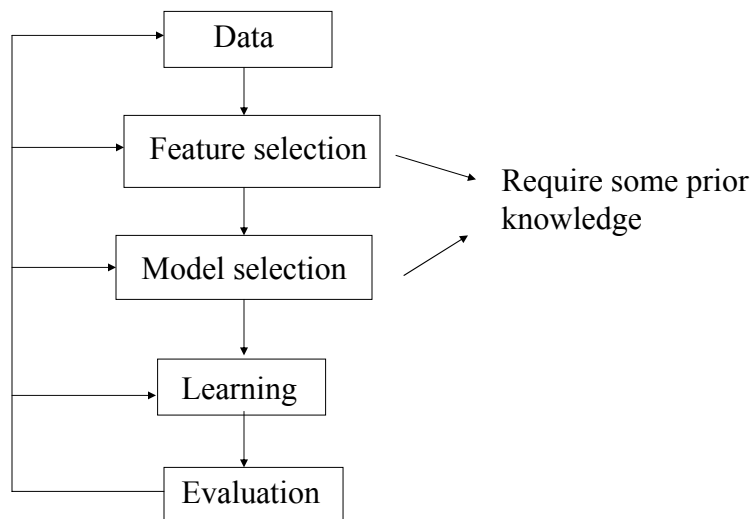 Data
Feature selection
Require some prior
knowledge
Model selection
Learning
Evaluation